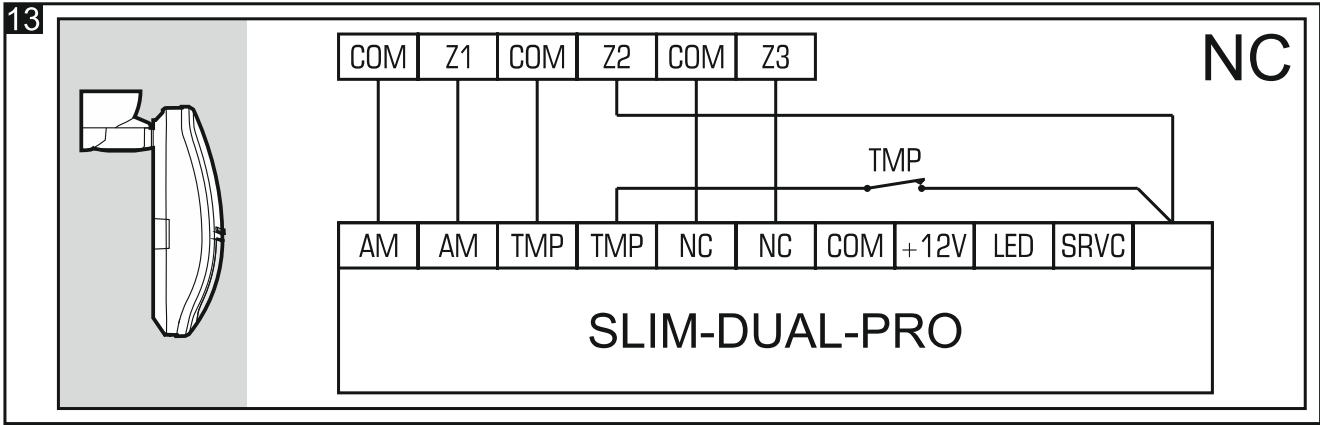 13
COM Z1 COM Z2 COM Z3
NC
TMP
AM AM TMP TMP NC NC COM +12V LED SRVC
SLIM-DUAL-PRO